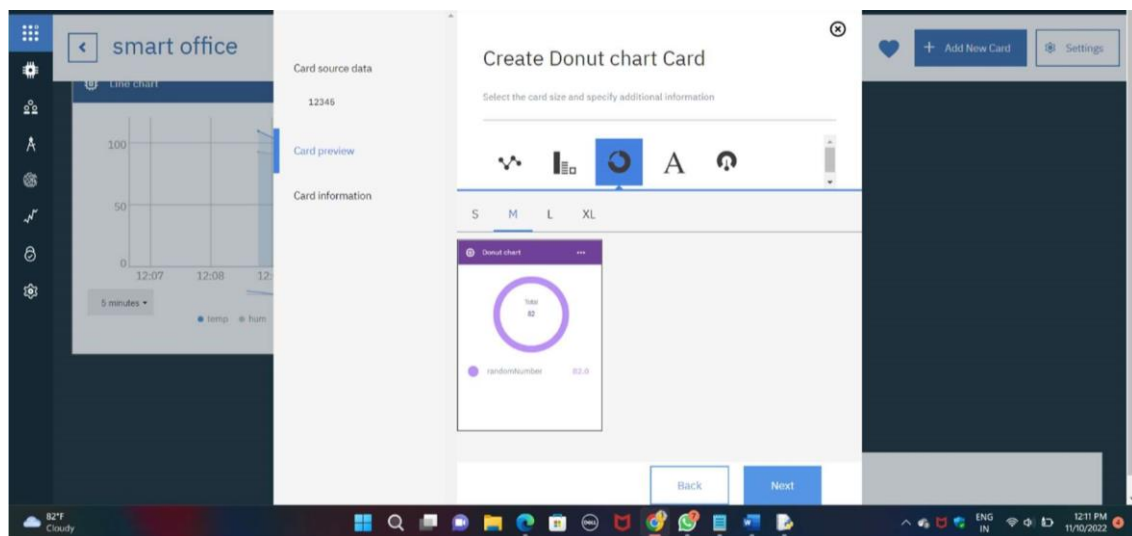 smart office
Line chart
100
50
0
12:07 12:08 12:
5 minutes
temp hum
Card source data
12346
Card preview
Card information
Create Donut chart Card
Select the card size and specify additional information
A
S M L XL
Donut chart
Total
82
randomNumber 82.0
Back Next
+ Add New Card
Settings
82°F
Cloudy
DELL
ENG
IN
12:11 PM
11/10/2022
4